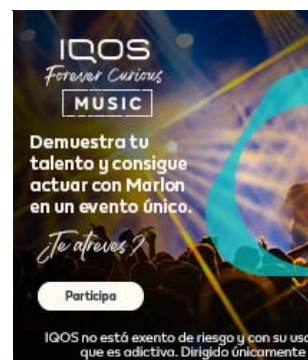 IQOS
Forever Curious
MUSIC
Demuestra tu
talento y consigue
actuar con Marlon
en un evento único.
¿Te atreves?
Participa
IQOS no está exento de riesgo y con su us
que es adictiva. Dirigido únicamente